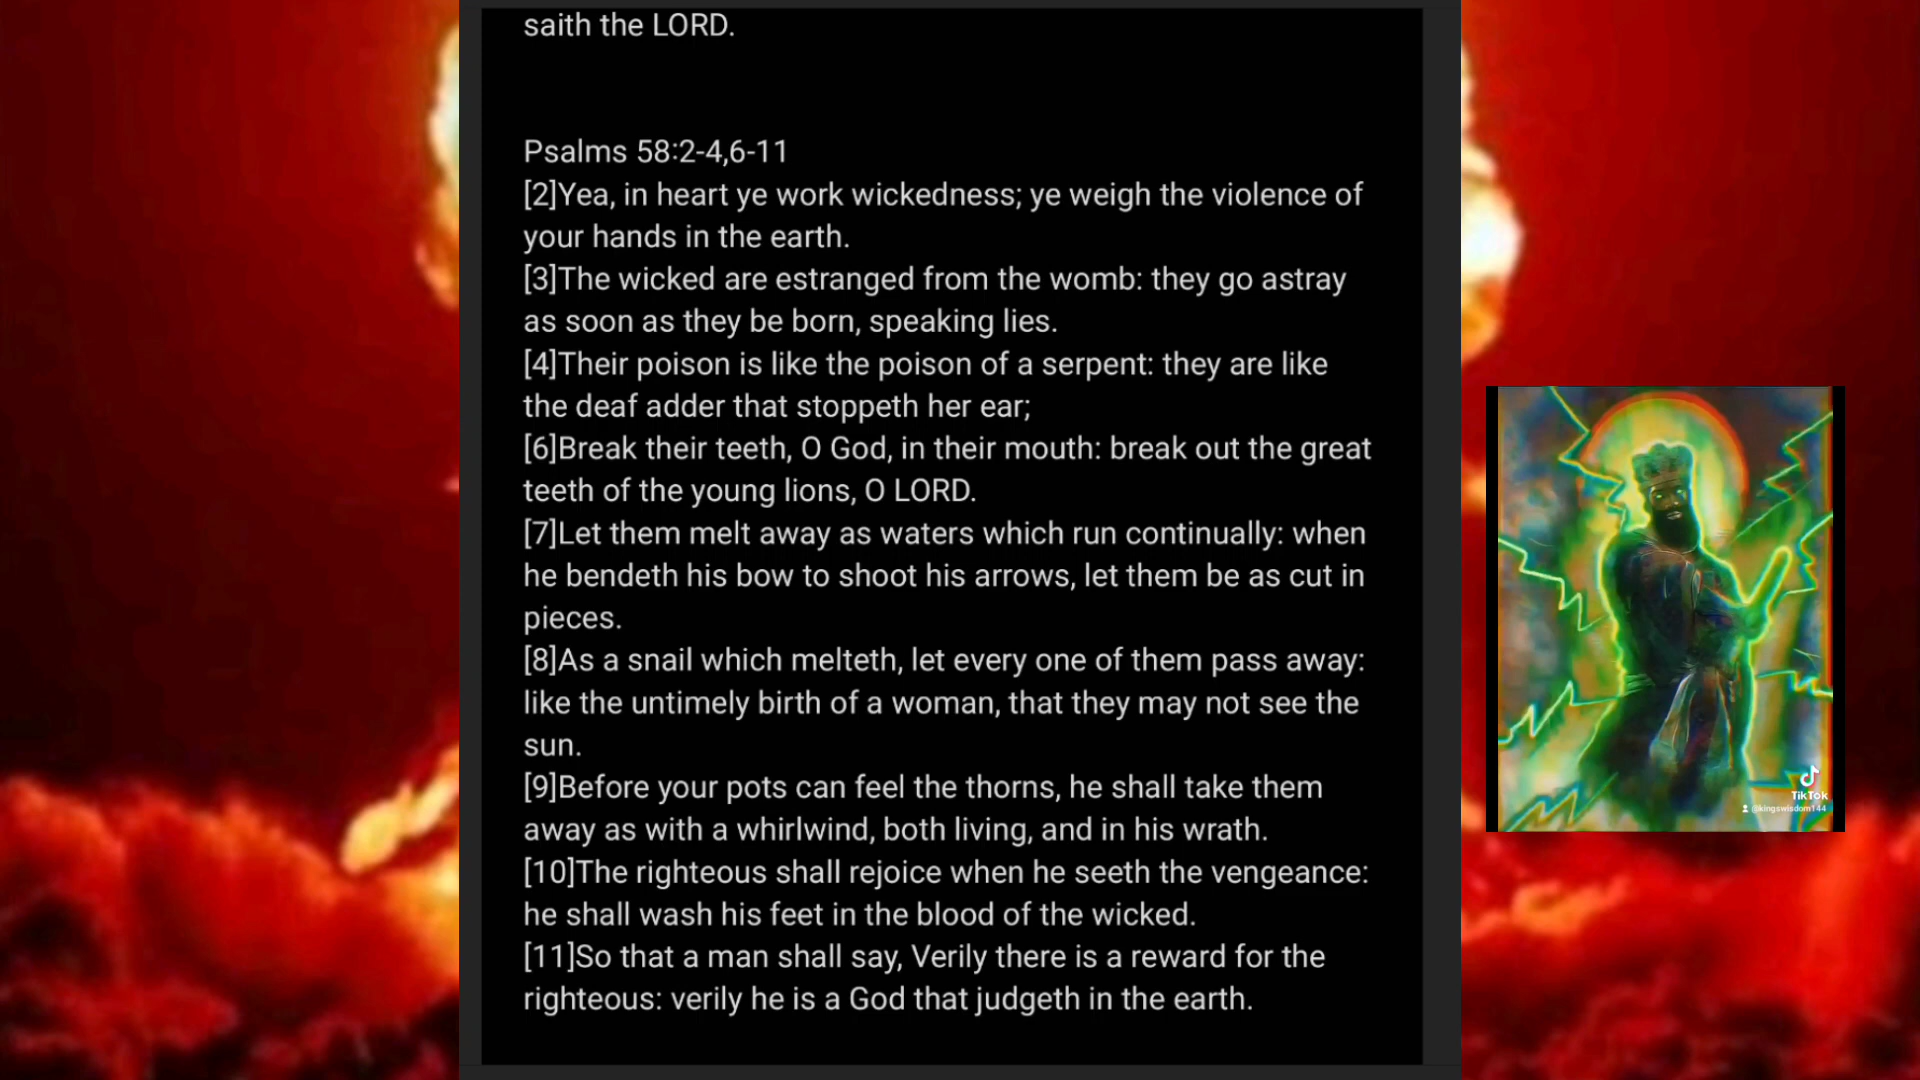 saith the LORD.
Psalms 58:2-4,6-11
[2]Yea, in heart ye work wickedness; ye weigh the violence of
your hands in the earth.
[3]The wicked are estranged from the womb: they go astray
as soon as they be born, speaking lies.
[4]Their poison is like the poison of a serpent: they are like
the deaf adder that stoppeth her ear;
[6]Break their teeth, O God, in their mouth: break out the great
teeth of the young lions, O LORD.
[7]Let them melt away as waters which run continually: when
he bendeth his bow to shoot his arrows, let them be as cut in
pieces.
[8]As a snail which melteth, let every one of them pass away:
like the untimely birth of a woman, that they may not see the
sun.
[9]Before your pots can feel the thorns, he shall take them
away as with a whirlwind, both living, and in his wrath.
[10]The righteous shall rejoice when he seeth the vengeance:
he shall wash his feet in the blood of the wicked.
[11]So that a man shall say, Verily there is a reward for the
righteous: verily he is a God that judgeth in the earth.
TikTok
@kingswisdom144